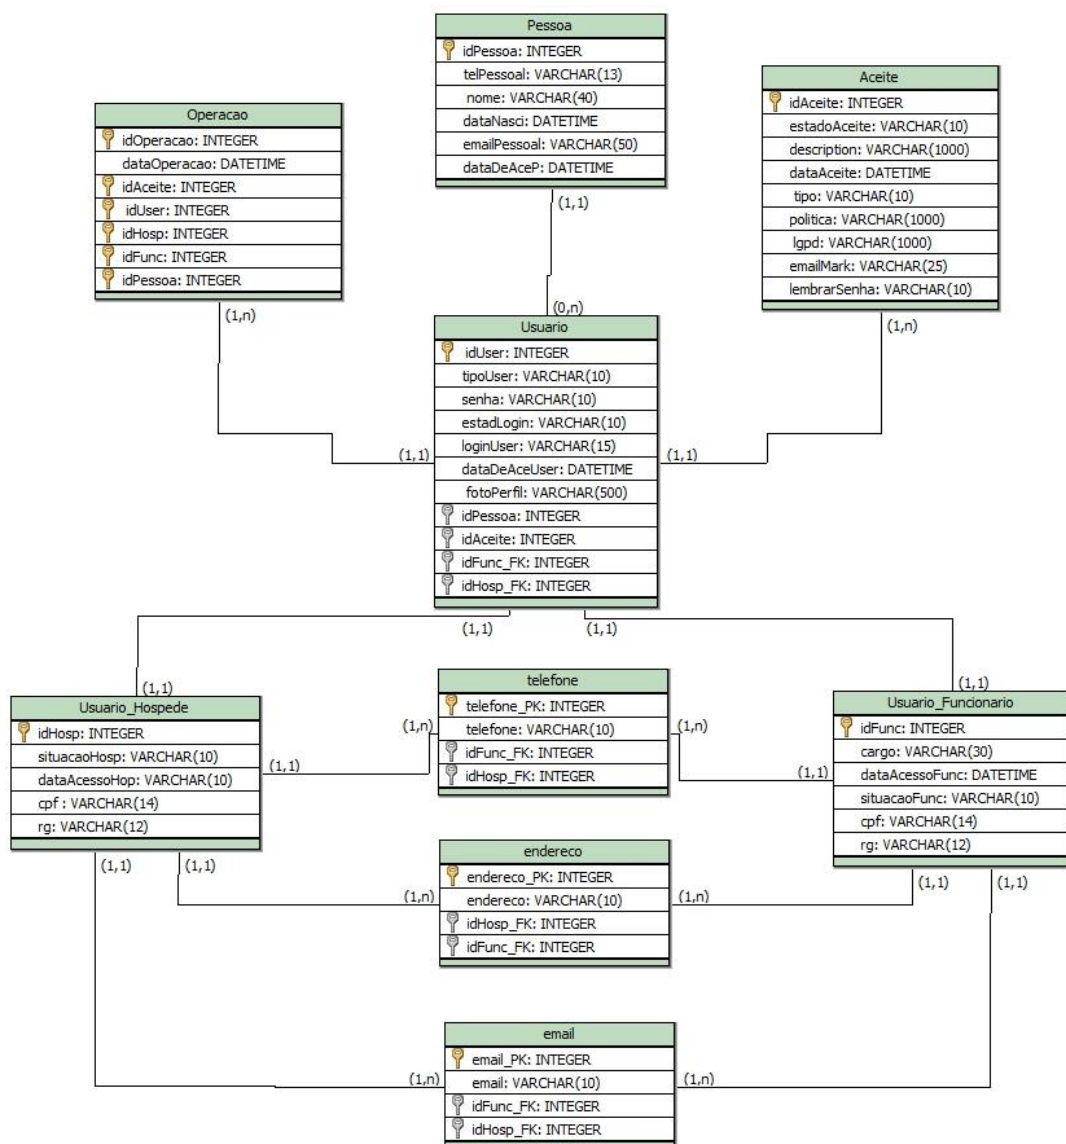 Pessoa
idPessoa: INTEGER
telPessoal: VARCHAR(13)
nome: VARCHAR(40)
dataNasci: DATETIME
emailPessoal: VARCHAR(50)
dataDeAceP: DATETIME
(1,1)
Aceite
idAceite: INTEGER
estadoAceite: VARCHAR(10)
description: VARCHAR(1000)
dataAceite: DATETIME
tipo: VARCHAR(10)
politica: VARCHAR(1000)
lgpd: VARCHAR(1000)
emailMark: VARCHAR(25)
lembrarSenha: VARCHAR(10)
(1,n)
Operacao
idOperacao: INTEGER
dataOperacao: DATETIME
idAceite: INTEGER
idUser: INTEGER
idHosp: INTEGER
idFunc: INTEGER
idPessoa: INTEGER
(1,n)
(0,n)
Usuario
idUser: INTEGER
tipoUser: VARCHAR(10)
senha: VARCHAR(10)
estadLogin: VARCHAR(10)
loginUser: VARCHAR(15)
dataDeAceUser: DATETIME
fotoPerfil: VARCHAR(500)
idPessoa: INTEGER
idAceite: INTEGER
idFunc_FK: INTEGER
idHosp_FK: INTEGER
(1,1)
(1,1)
(1,1)
(1,1)
(1,1)
Usuario_Hospede
idHosp: INTEGER
situacaoHosp: VARCHAR(10)
dataAcessoHop: VARCHAR(10)
cpf : VARCHAR(14)
rg: VARCHAR(12)
(1,1)
(1,1)
(1,1)
telefone
telefone_PK: INTEGER
telefone: VARCHAR(10)
idFunc_FK: INTEGER
idHosp_FK: INTEGER
(1,n)
(1,n)
(1,1)
Usuario_Funcionario
idFunc: INTEGER
cargo: VARCHAR(30)
dataAcessoFunc: DATETIME
situacaoFunc: VARCHAR(10)
cpf: VARCHAR(14)
rg: VARCHAR(12)
(1,1)
(1,1)
(1,1)
endereco
endereco_PK: INTEGER
endereco: VARCHAR(10)
idHosp_FK: INTEGER
idFunc_FK: INTEGER
(1,n)
(1,n)
email
email_PK: INTEGER
email: VARCHAR(10)
idFunc_FK: INTEGER
idHosp_FK: INTEGER
(1,n)
(1,n)